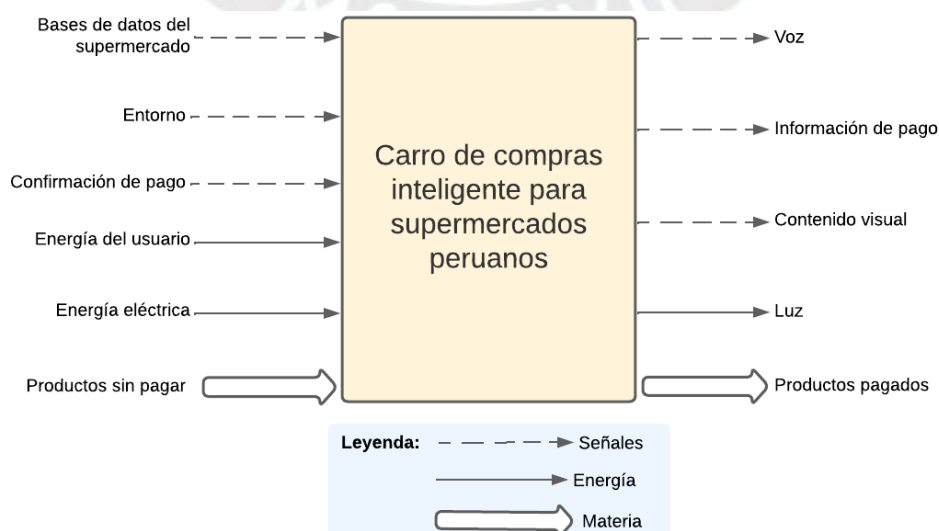 Bases de datos del
supermercado
Entorno
Confirmación de pago
Energía del usuario
Energía eléctrica
Productos sin pagar
Carro de compras
inteligente para
supermercados
peruanos
Voz
Información de pago
Contenido visual
Luz
Productos pagados
Leyenda:
Señales
Energía
Materia